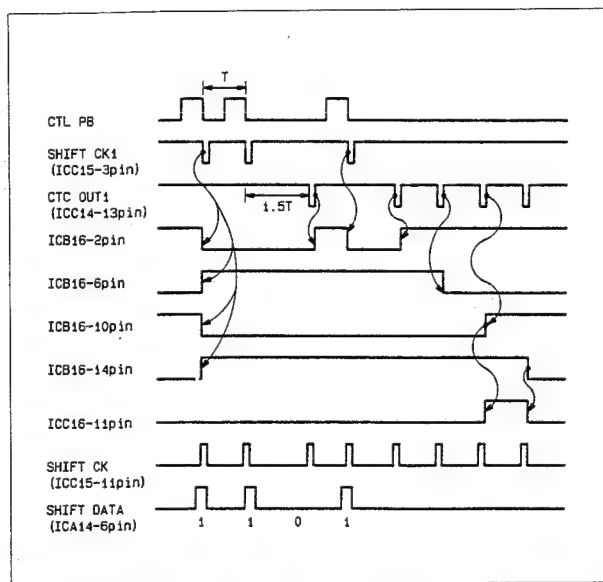 T
CTL PB
SHIFT CK1
(ICC15-3pin)
CTC OUT1
(ICC14-13pin)
1.5T
ICB16-2pin
ICB16-6pin
ICB16-10pin
ICB16-14pin
ICC16-11pin
SHIFT CK
(ICC15-11pin)
SHIFT DATA
(ICA14-6pin)
1 1 0 1